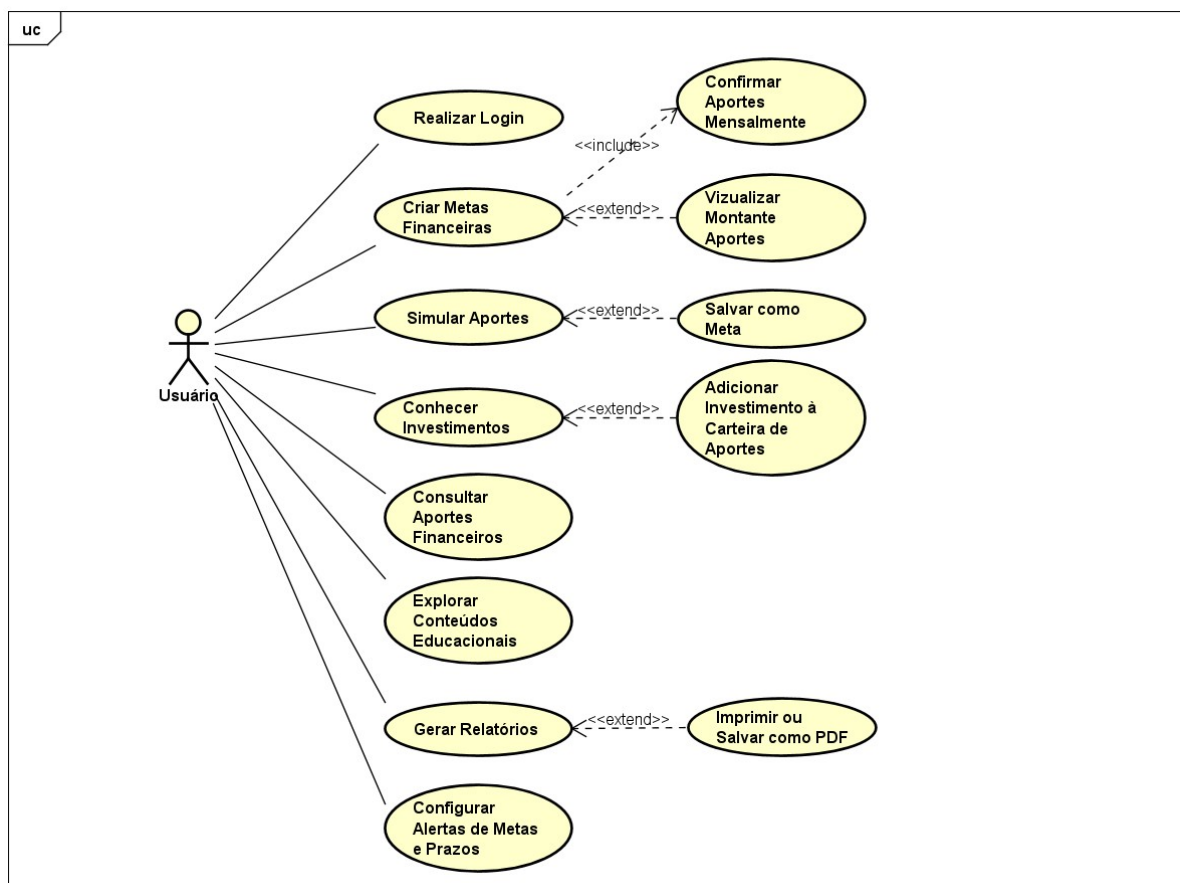 uc
Realizar Login
Confirmar
Aportes
Mensalmente
<<include>>
Criar Metas
Financeiras
<<extend>>
Vizualizar
Montante
Aportes
Simular Aportes
<<extend>>
Salvar como
Meta
Usuário
Conhecer
Investimentos
<<extend>>
Adicionar
Investimento à
Carteira de
Aportes
Consultar
Aportes
Financeiros
Explorar
Conteúdos
Educacionais
Gerar Relatórios
<<extend>>
Imprimir ou
Salvar como PDF
Configurar
Alertas de Metas
e Prazos